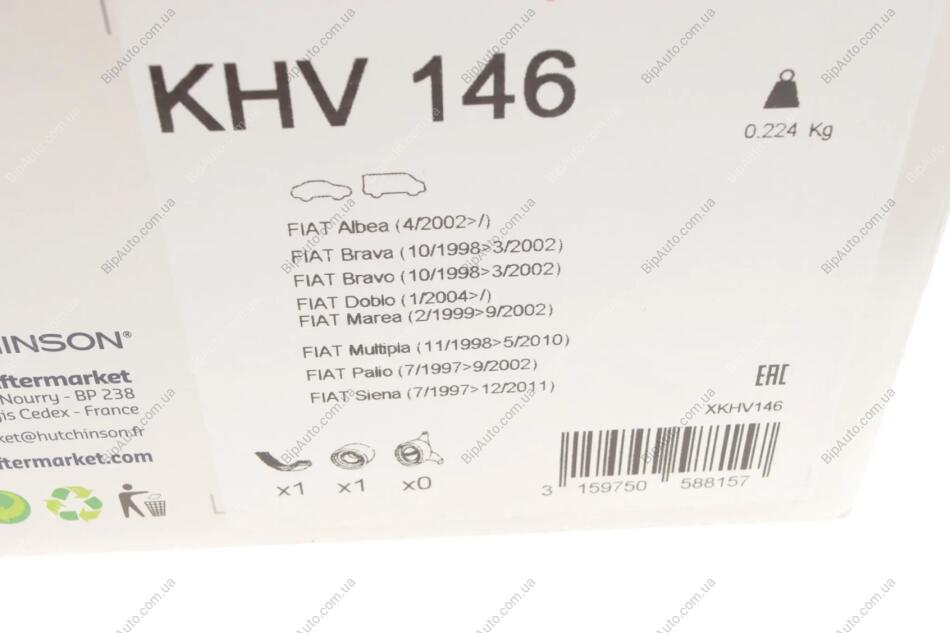 KHV 146
0.224 Kg
FIAT Albea (4/2002>/)
FIAT Brava (10/1998>3/2002)
FIAT Bravo (10/1998>3/2002)
FIAT Doblo (1/2004>/)
FIAT Marea (2/1999>9/2002)
FIAT Multipla (11/1998>5/2010)
FIAT Palio (7/1997>9/2002)
FIAT Siena (7/1997>12/2011)
x1 x1 x0
EAC
XKHV146
3 159750 588157
INSON®
ftermarket
Nourry - BP 238
gis Cedex - France
ket@hutchinson.fr
ftermarket.com
BipAuto.com.ua